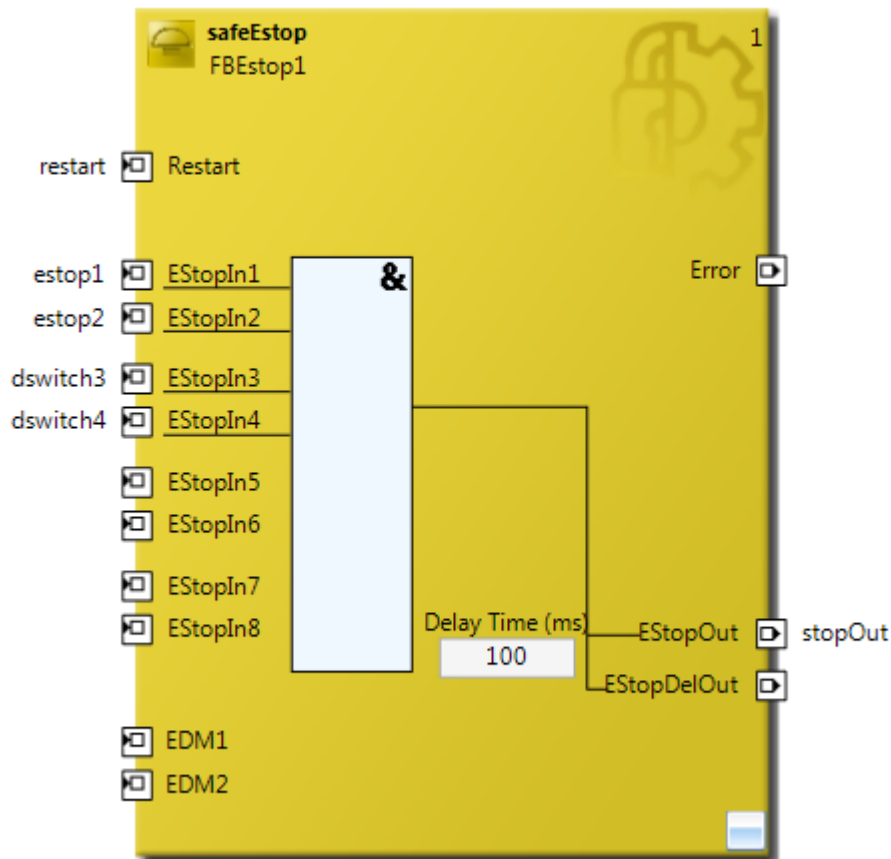 safeEstop
1
FBEstop1
restart Restart
estop1 EStopIn1 & Error
estop2 EStopIn2
dswitch3 EStopIn3
dswitch4 EStopIn4
EStopIn5
EStopIn6
EStopIn7
EStopIn8 Delay Time (ms) EStopOut stopOut
100
EStopDelOut
EDM1
EDM2